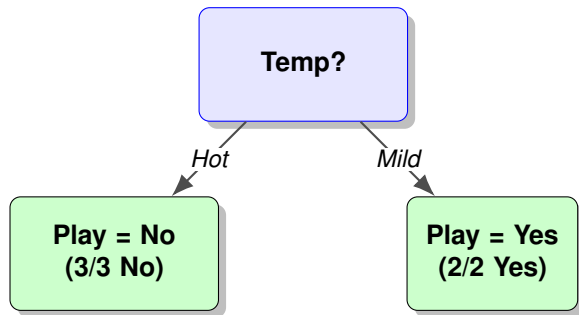 Temp?
Hot
Mild
Play = No
(3/3 No)
Play = Yes
(2/2 Yes)